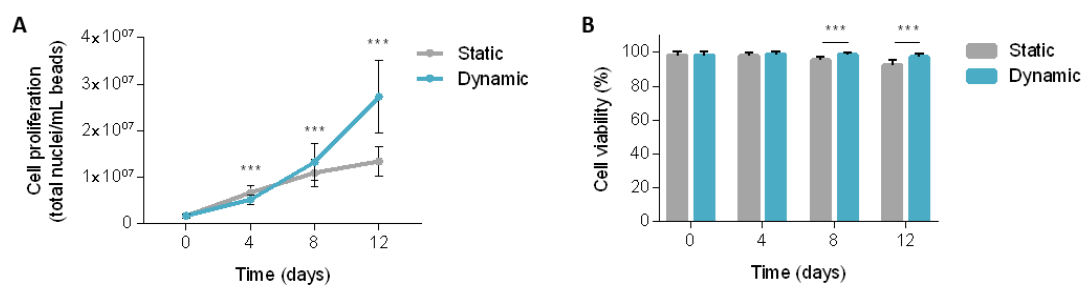 A
Cell proliferation
(total nuclei/mL beads)
4x10⁰⁷
3x10⁰⁷
2x10⁰⁷
1x10⁰⁷
0
***
***
***
0 4 8 12
Time (days)
Static
Dynamic
B
Cell viability (%)
100
80
60
40
20
0
*** ***
0 4 8 12
Time (days)
Static
Dynamic